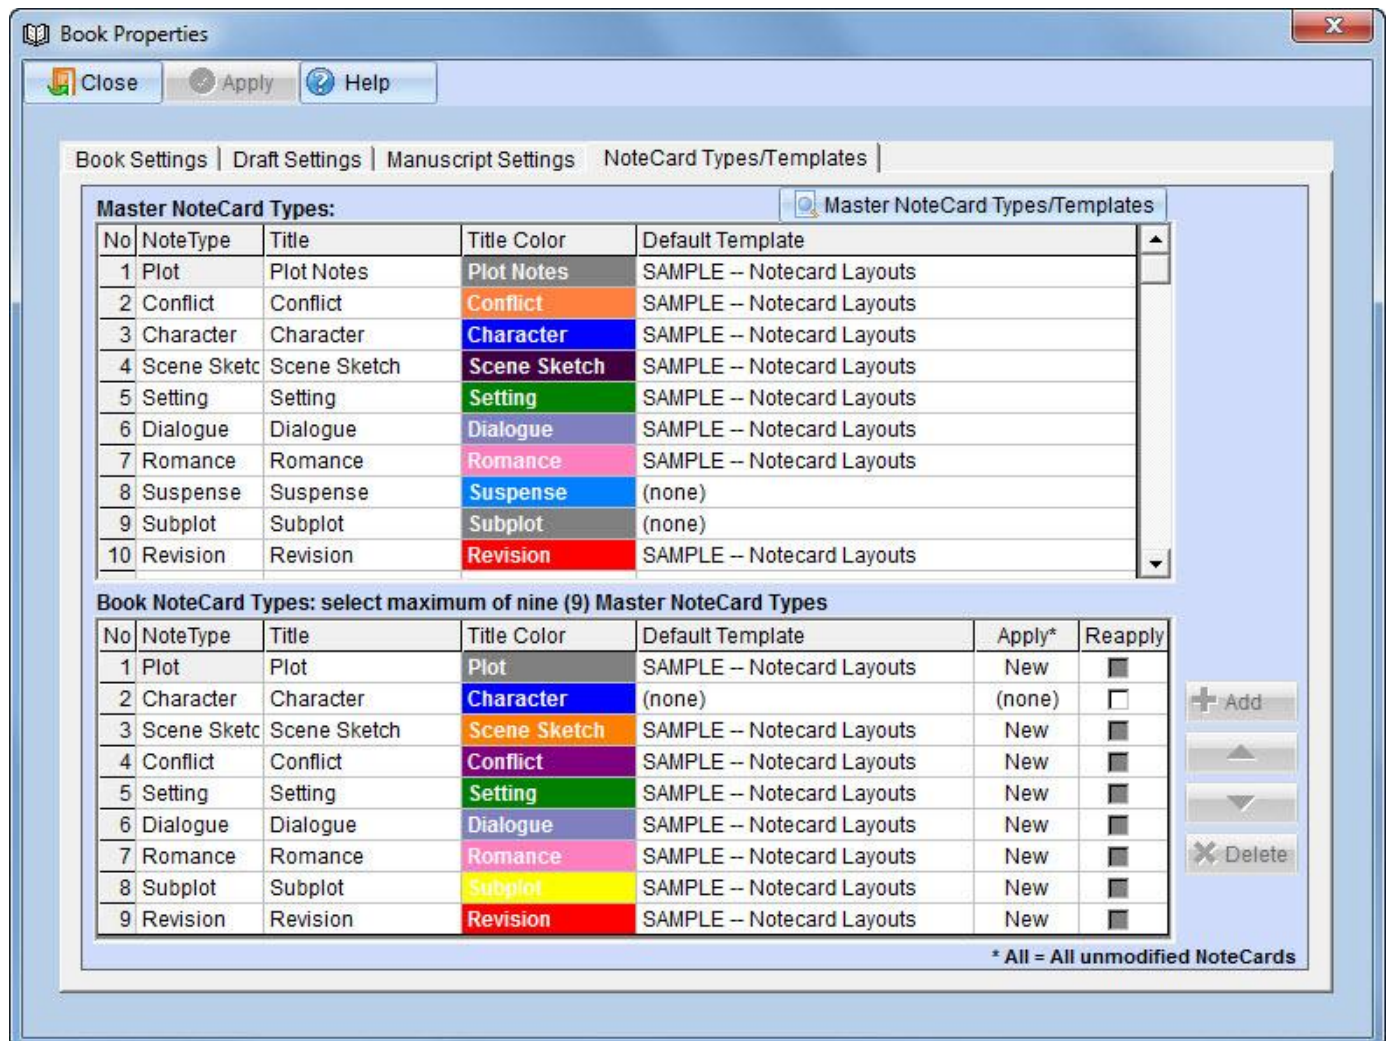 Book Properties
X
Close Apply Help
Book Settings Draft Settings Manuscript Settings NoteCard Types/Templates
Master NoteCard Types: Master NoteCard Types/Templates
No NoteType Title Title Color Default Template
1 Plot Plot Notes Plot Notes SAMPLE -- Notecard Layouts
2 Conflict Conflict Conflict SAMPLE -- Notecard Layouts
3 Character Character Character SAMPLE -- Notecard Layouts
4 Scene Sketc Scene Sketch Scene Sketch SAMPLE -- Notecard Layouts
5 Setting Setting Setting SAMPLE -- Notecard Layouts
6 Dialogue Dialogue Dialogue SAMPLE -- Notecard Layouts
7 Romance Romance Romance SAMPLE -- Notecard Layouts
8 Suspense Suspense Suspense (none)
9 Subplot Subplot Subplot (none)
10 Revision Revision Revision SAMPLE -- Notecard Layouts
Book NoteCard Types: select maximum of nine (9) Master NoteCard Types
No NoteType Title Title Color Default Template Apply* Reapply
1 Plot Plot Plot SAMPLE -- Notecard Layouts New
2 Character Character Character (none) (none)
3 Scene Sketc Scene Sketch Scene Sketch SAMPLE -- Notecard Layouts New
4 Conflict Conflict Conflict SAMPLE -- Notecard Layouts New
5 Setting Setting Setting SAMPLE -- Notecard Layouts New
6 Dialogue Dialogue Dialogue SAMPLE -- Notecard Layouts New
7 Romance Romance Romance SAMPLE -- Notecard Layouts New
8 Subplot Subplot Subplot SAMPLE -- Notecard Layouts New
9 Revision Revision Revision SAMPLE -- Notecard Layouts New
Add
Delete
* All = All unmodified NoteCards